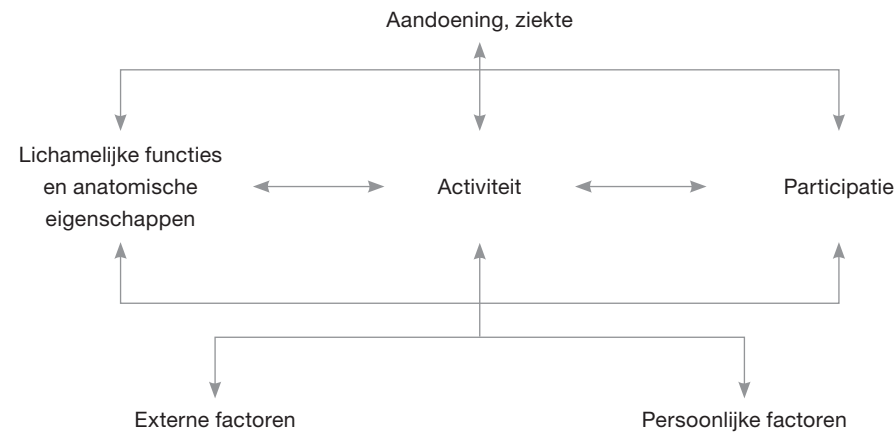 Aandoening, ziekte
Lichamelijke functies
en anatomische
eigenschappen
Activiteit
Participatie
Externe factoren
Persoonlijke factoren